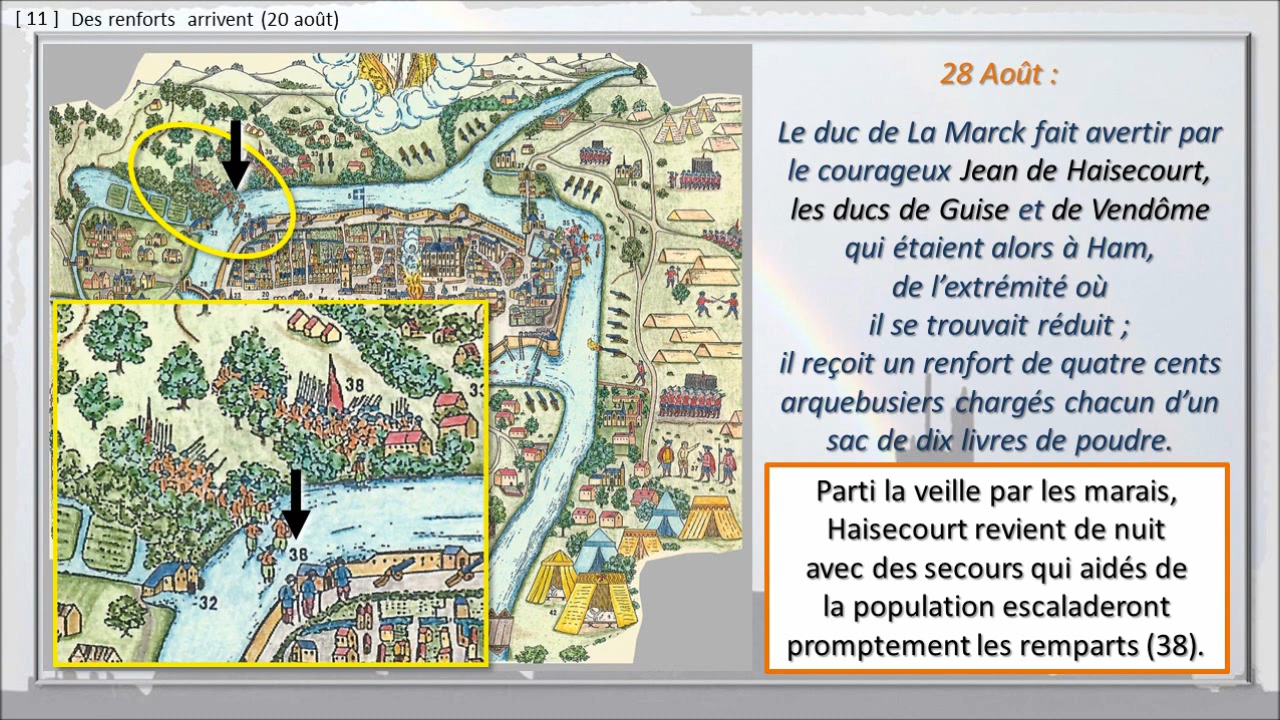 [ 11 ] Des renforts arrivent (20 août)
28 Août :
Le duc de La Marck fait avertir par
le courageux Jean de Haisecourt,
les ducs de Guise et de Vendôme
qui étaient alors à Ham,
de l’extrémité où
il se trouvait réduit ;
il reçoit un renfort de quatre cents
arquebusiers chargés chacun d’un
sac de dix livres de poudre.
Parti la veille par les marais,
Haisecourt revient de nuit
avec des secours qui aidés de
la population escaladeront
promptement les remparts (38).
38
38
32
32
42